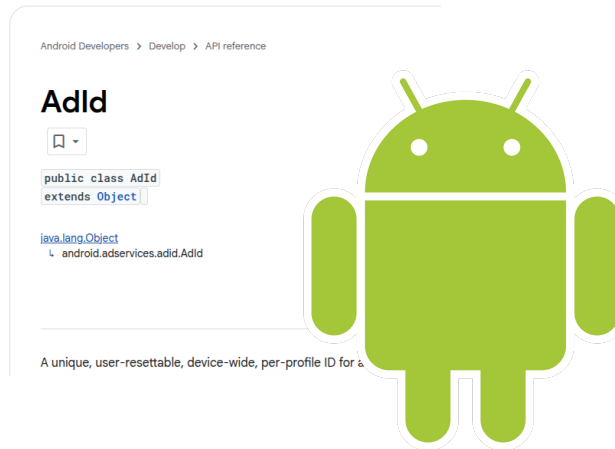 Android Developers > Develop > API reference
AdId
public class AdId
extends Object
java.lang.Object
↳ android.adservices.adid.AdId
A unique, user-resettable, device-wide, per-profile ID for